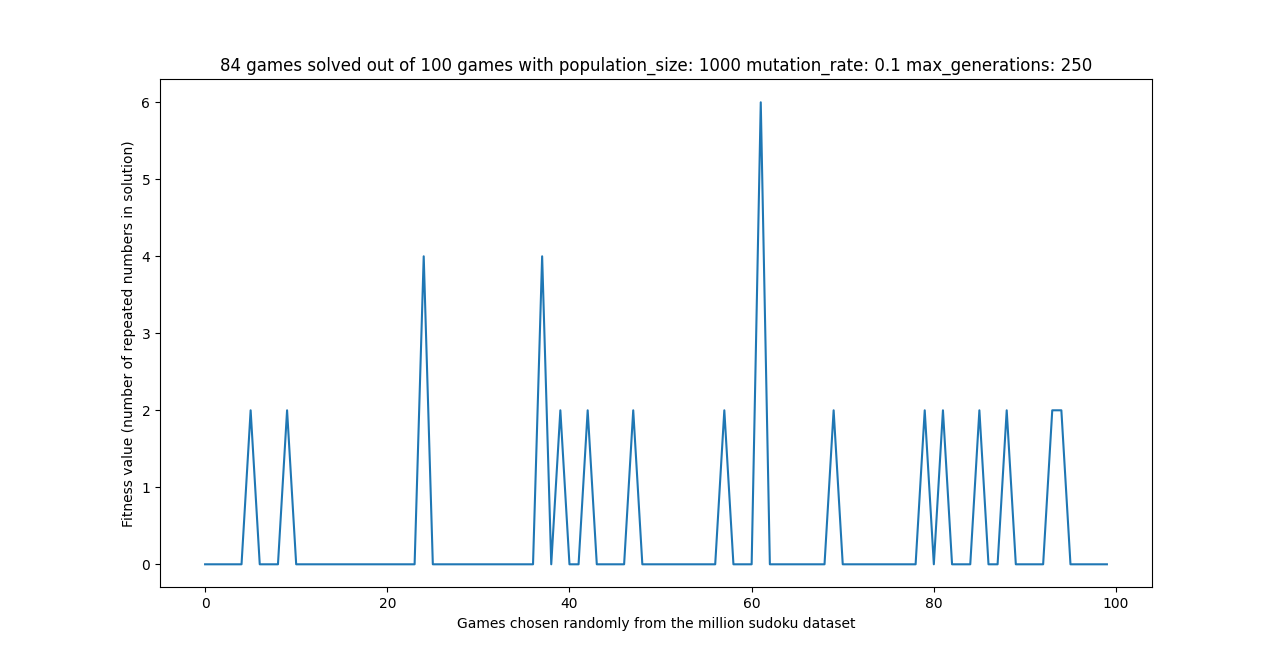 84 games solved out of 100 games with population_size: 1000 mutation_rate: 0.1 max_generations: 250
Fitness value (number of repeated numbers in solution)
6
5
4
3
2
1
0
0 20 40 60 80 100
Games chosen randomly from the million sudoku dataset